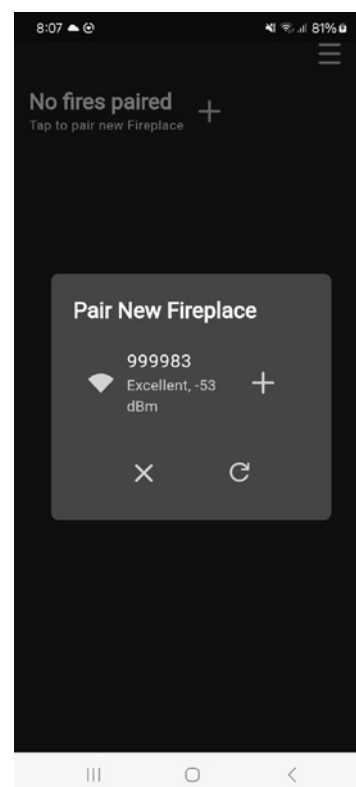 8:07 81%
No fires paired
Tap to pair new Fireplace
Pair New Fireplace
999983
Excellent, -53
dBm